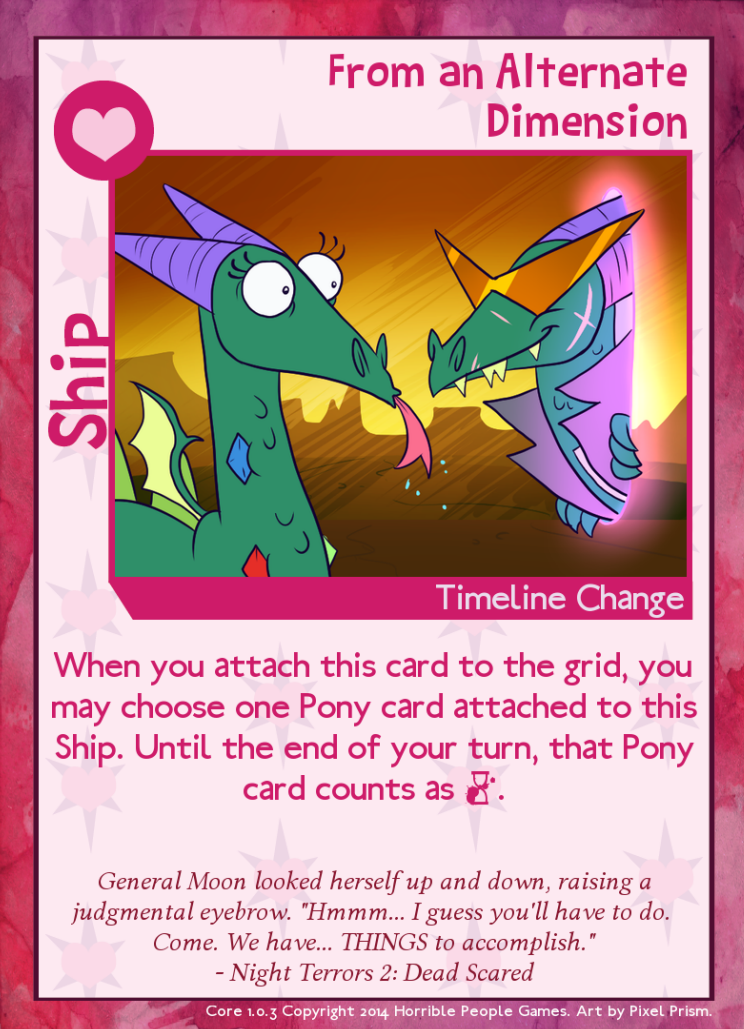 From an Alternate
Dimension
Ship
Timeline Change
When you attach this card to the grid, you
may choose one Pony card attached to this
Ship. Until the end of your turn, that Pony
card counts as .
General Moon looked herself up and down, raising a
judgmental eyebrow. "Hmmm... I guess you'll have to do.
Come. We have... THINGS to accomplish."
- Night Terrors 2: Dead Scared
Core 1.0.3 Copyright 2014 Horrible People Games. Art by Pixel Prism.